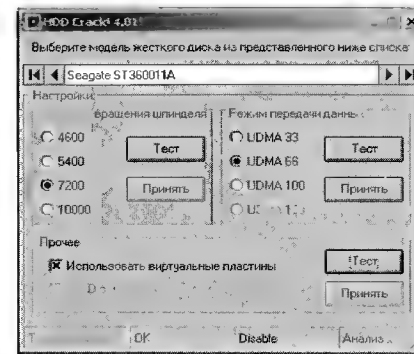 HDD Crack! 4.01
Выберите модель жесткого диска из представленного ниже списка
Seagate ST360011A
Настройки
вращения шпинделя
Режим передачи данны
4600
5400
7200
10000
Тест
Принять
UDMA 33
UDMA 66
UDMA 100
Тест
Принять
Прочее
Использовать виртуальные пластины
Тест
Принять
OK
Disable
Анализ